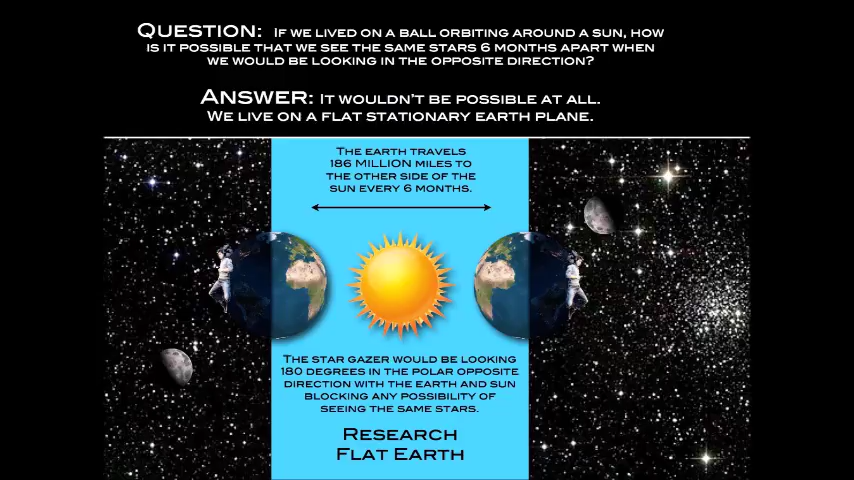 QUESTION: IF WE LIVED ON A BALL ORBITING AROUND A SUN, HOW
IS IT POSSIBLE THAT WE SEE THE SAME STARS 6 MONTHS APART WHEN
WE WOULD BE LOOKING IN THE OPPOSITE DIRECTION?
ANSWER: IT WOULDN'T BE POSSIBLE AT ALL.
WE LIVE ON A FLAT STATIONARY EARTH PLANE.
THE EARTH TRAVELS
186 MILLION MILES TO
THE OTHER SIDE OF THE
SUN EVERY 6 MONTHS.
THE STAR GAZER WOULD BE LOOKING
180 DEGREES IN THE POLAR OPPOSITE
DIRECTION WITH THE EARTH AND SUN
BLOCKING ANY POSSIBILITY OF
SEEING THE SAME STARS.
RESEARCH
FLAT EARTH